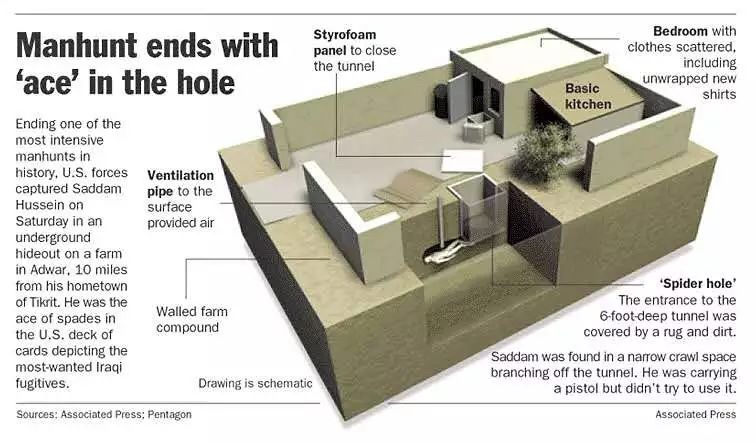 Manhunt ends with
‘ace’ in the hole
Ending one of the
most intensive
manhunts in
history, U.S. forces
captured Saddam
Hussein on
Saturday in an
underground
hideout on a farm
in Adwar, 10 miles
from his hometown
of Tikrit. He was the
ace of spades in
the U.S. deck of
cards depicting the
most-wanted Iraqi
fugitives.
Styrofoam
panel to close
the tunnel
Bedroom with
clothes scattered,
including
unwrapped new
shirts
Basic
kitchen
Ventilation
pipe to the
surface
provided air
Walled farm
compound
‘Spider hole’
The entrance to the
6-foot-deep tunnel was
covered by a rug and dirt.
Saddam was found in a narrow crawl space
branching off the tunnel. He was carrying
a pistol but didn’t try to use it.
Drawing is schematic
Sources: Associated Press; Pentagon
Associated Press